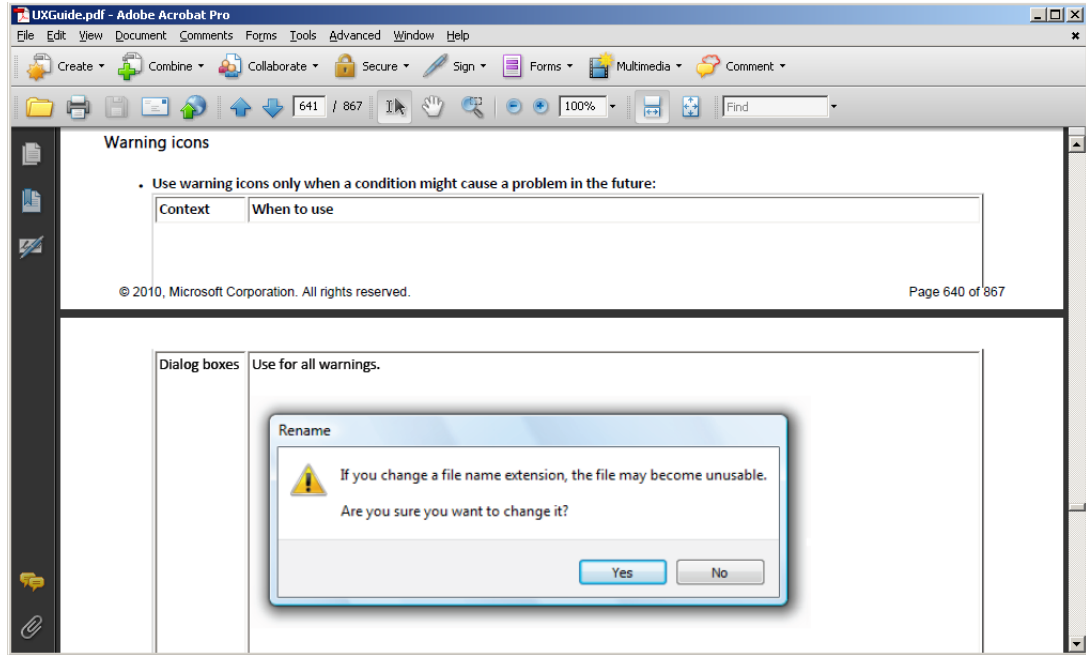 UXGuide.pdf - Adobe Acrobat Pro
File Edit View Document Comments Forms Tools Advanced Window Help
Create Combine Collaborate Secure Sign Forms Multimedia Comment
641 / 867 100% Find
Warning icons
• Use warning icons only when a condition might cause a problem in the future:
Context When to use
© 2010, Microsoft Corporation. All rights reserved. Page 640 of 867
Dialog boxes Use for all warnings.
Rename
If you change a file name extension, the file may become unusable.
Are you sure you want to change it?
Yes No